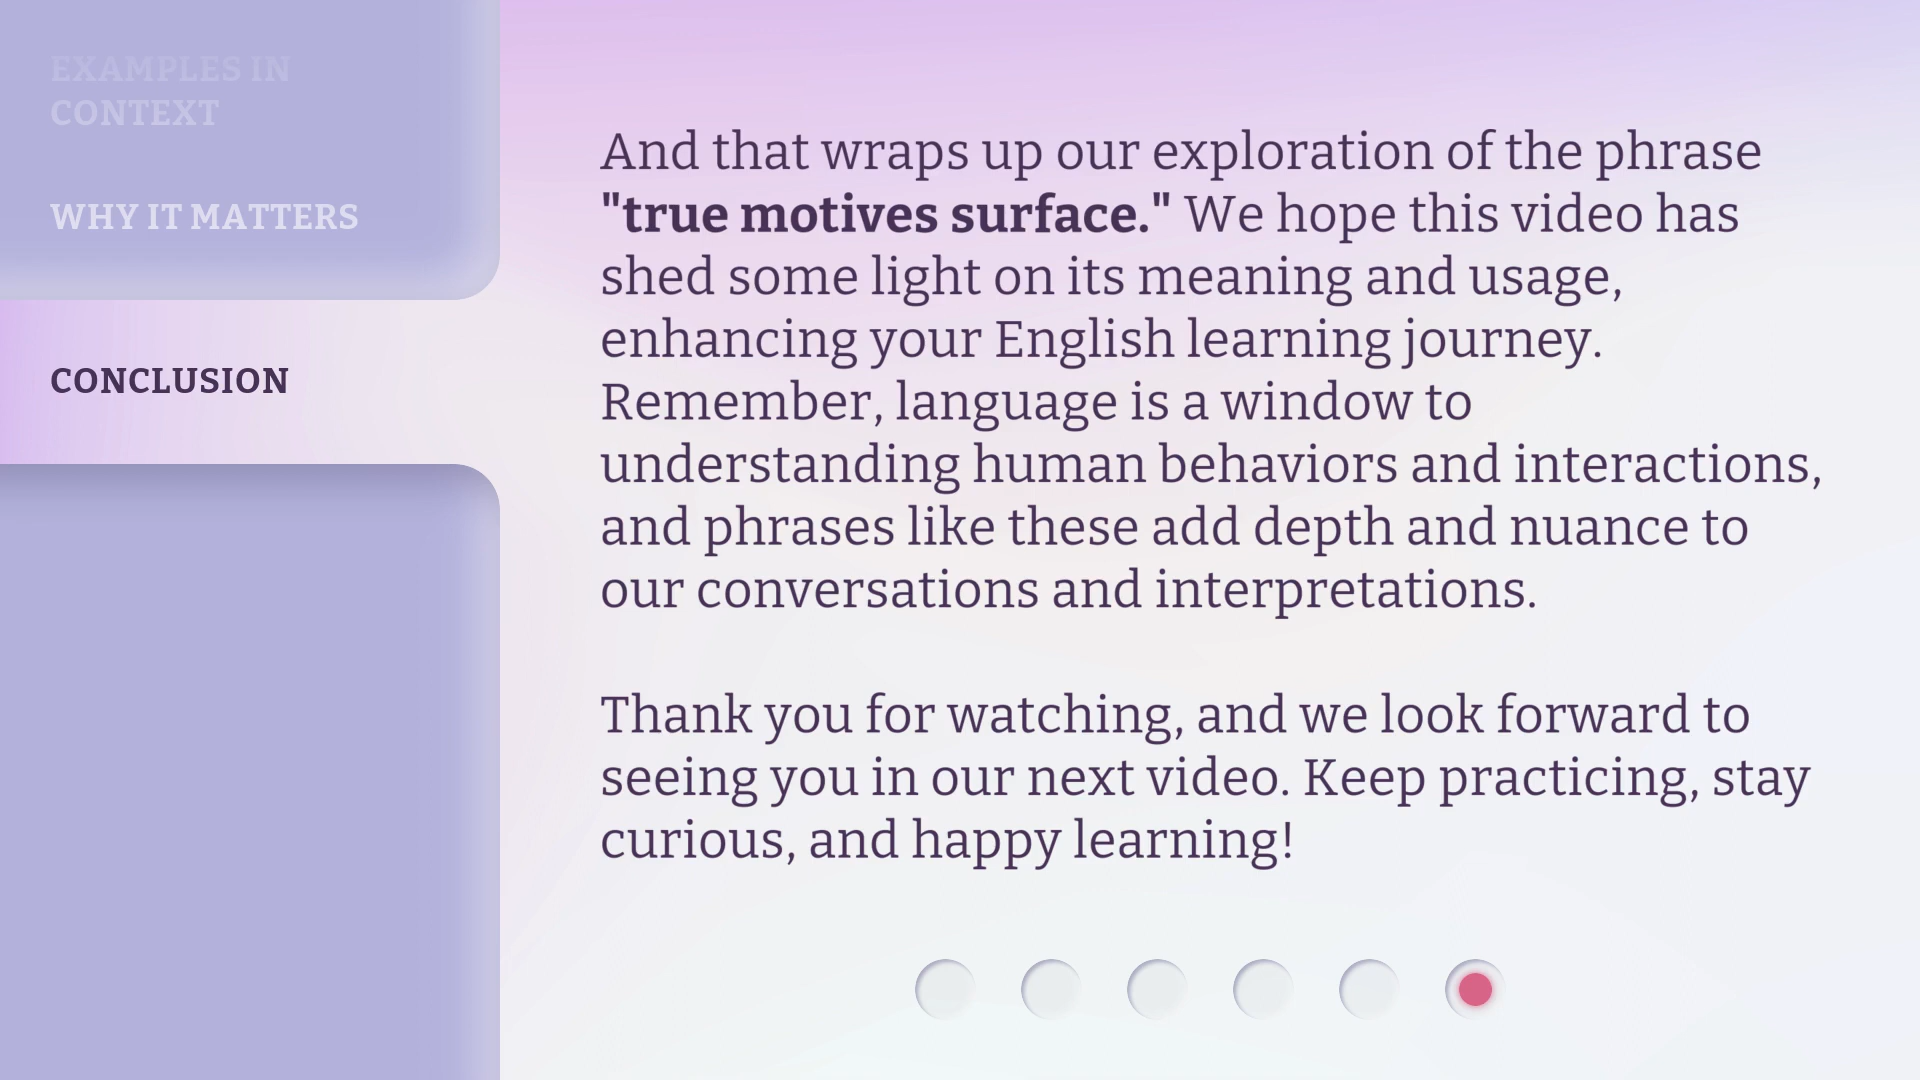 EXAMPLES IN
CONTEXT
WHY IT MATTERS
CONCLUSION
And that wraps up our exploration of the phrase
"true motives surface." We hope this video has
shed some light on its meaning and usage,
enhancing your English learning journey.
Remember, language is a window to
understanding human behaviors and interactions,
and phrases like these add depth and nuance to
our conversations and interpretations.
Thank you for watching, and we look forward to
seeing you in our next video. Keep practicing, stay
curious, and happy learning!